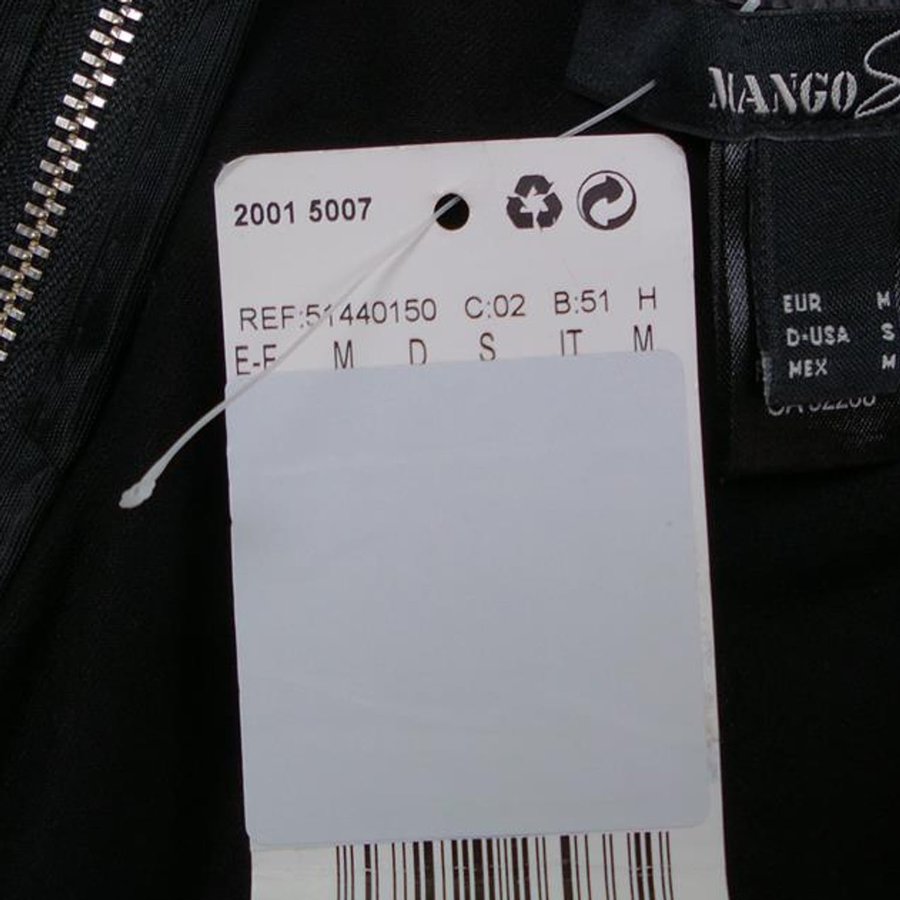 MANGO
2001 5007
REF:51440150 C:02 B:51 H
E-F M D S IT M
EUR M
D-USA S
MEX M